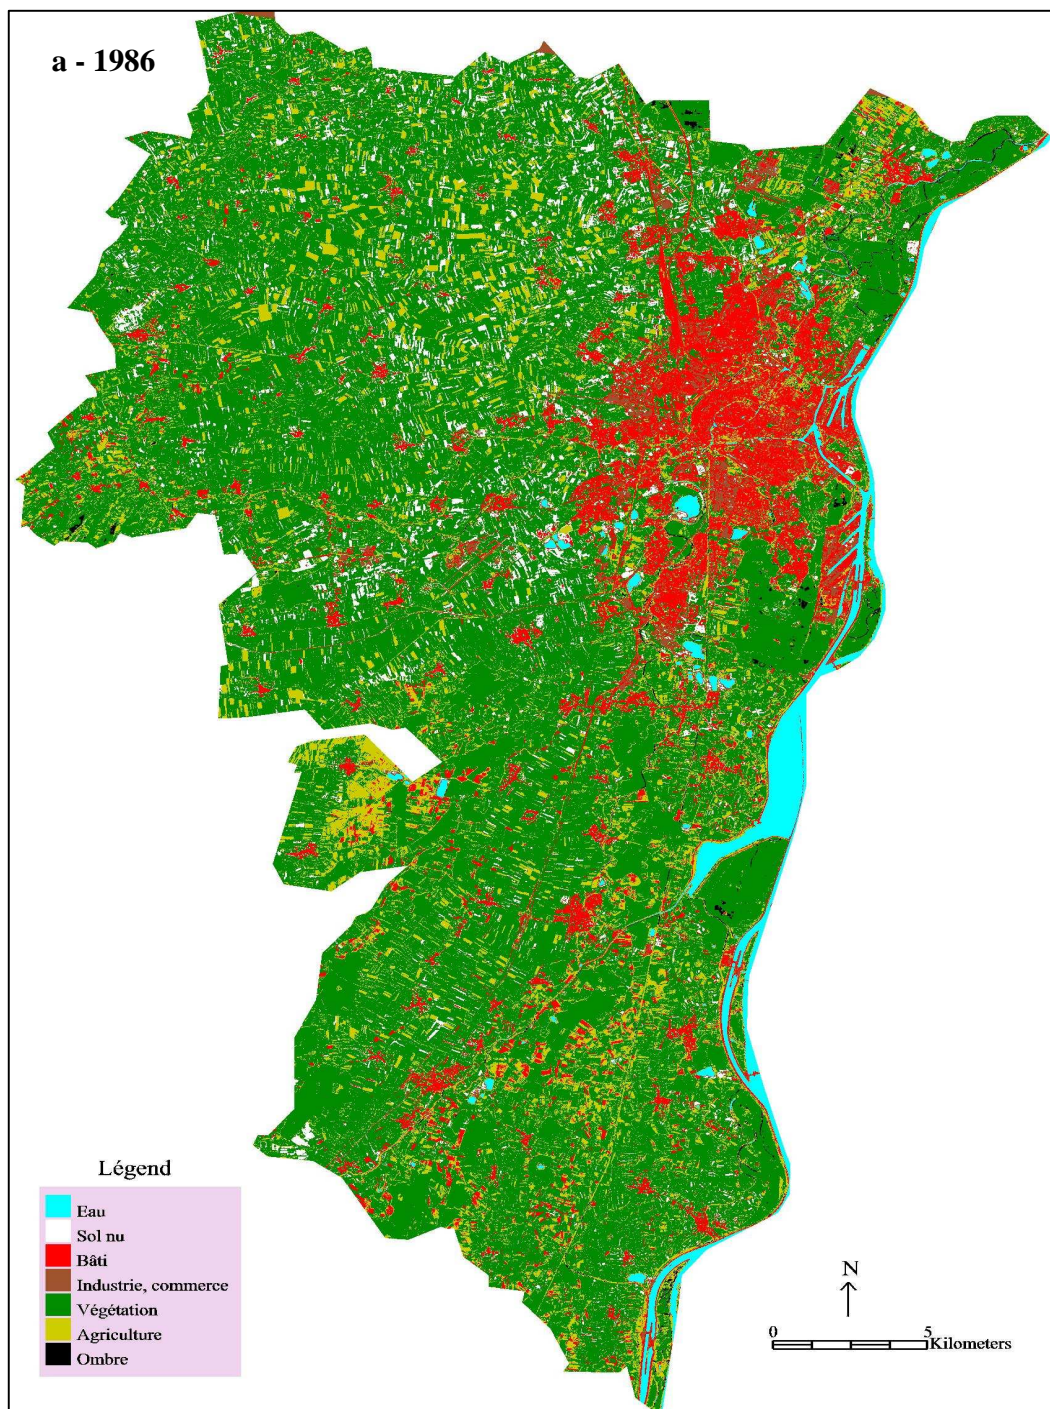 a - 1986
Légend
Eau
Sol nu
Bâti
Industrie, commerce
Végétation
Agriculture
Ombre
N
0 5
Kilometers